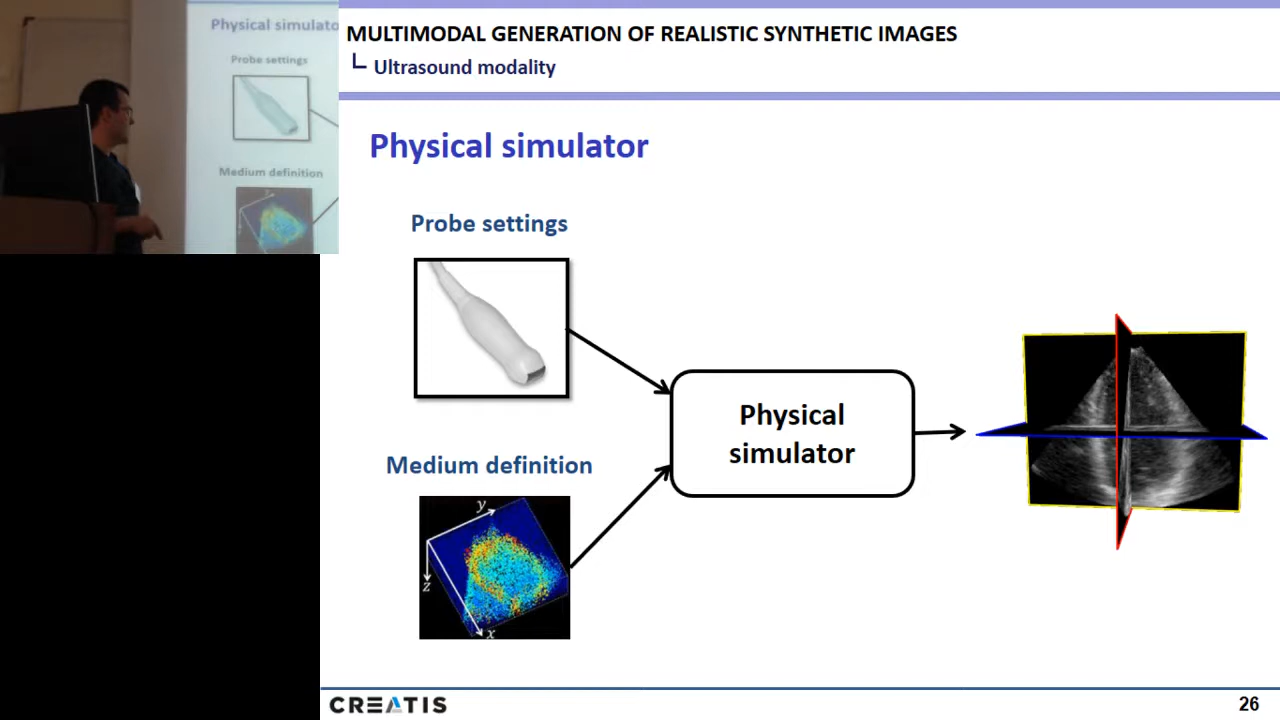 Physical simulato
Probe settings
Medium definition
MULTIMODAL GENERATION OF REALISTIC SYNTHETIC IMAGES
Ultrasound modality
Physical simulator
Probe settings
Medium definition
y
z
x
Physical
simulator
CREATIS
26